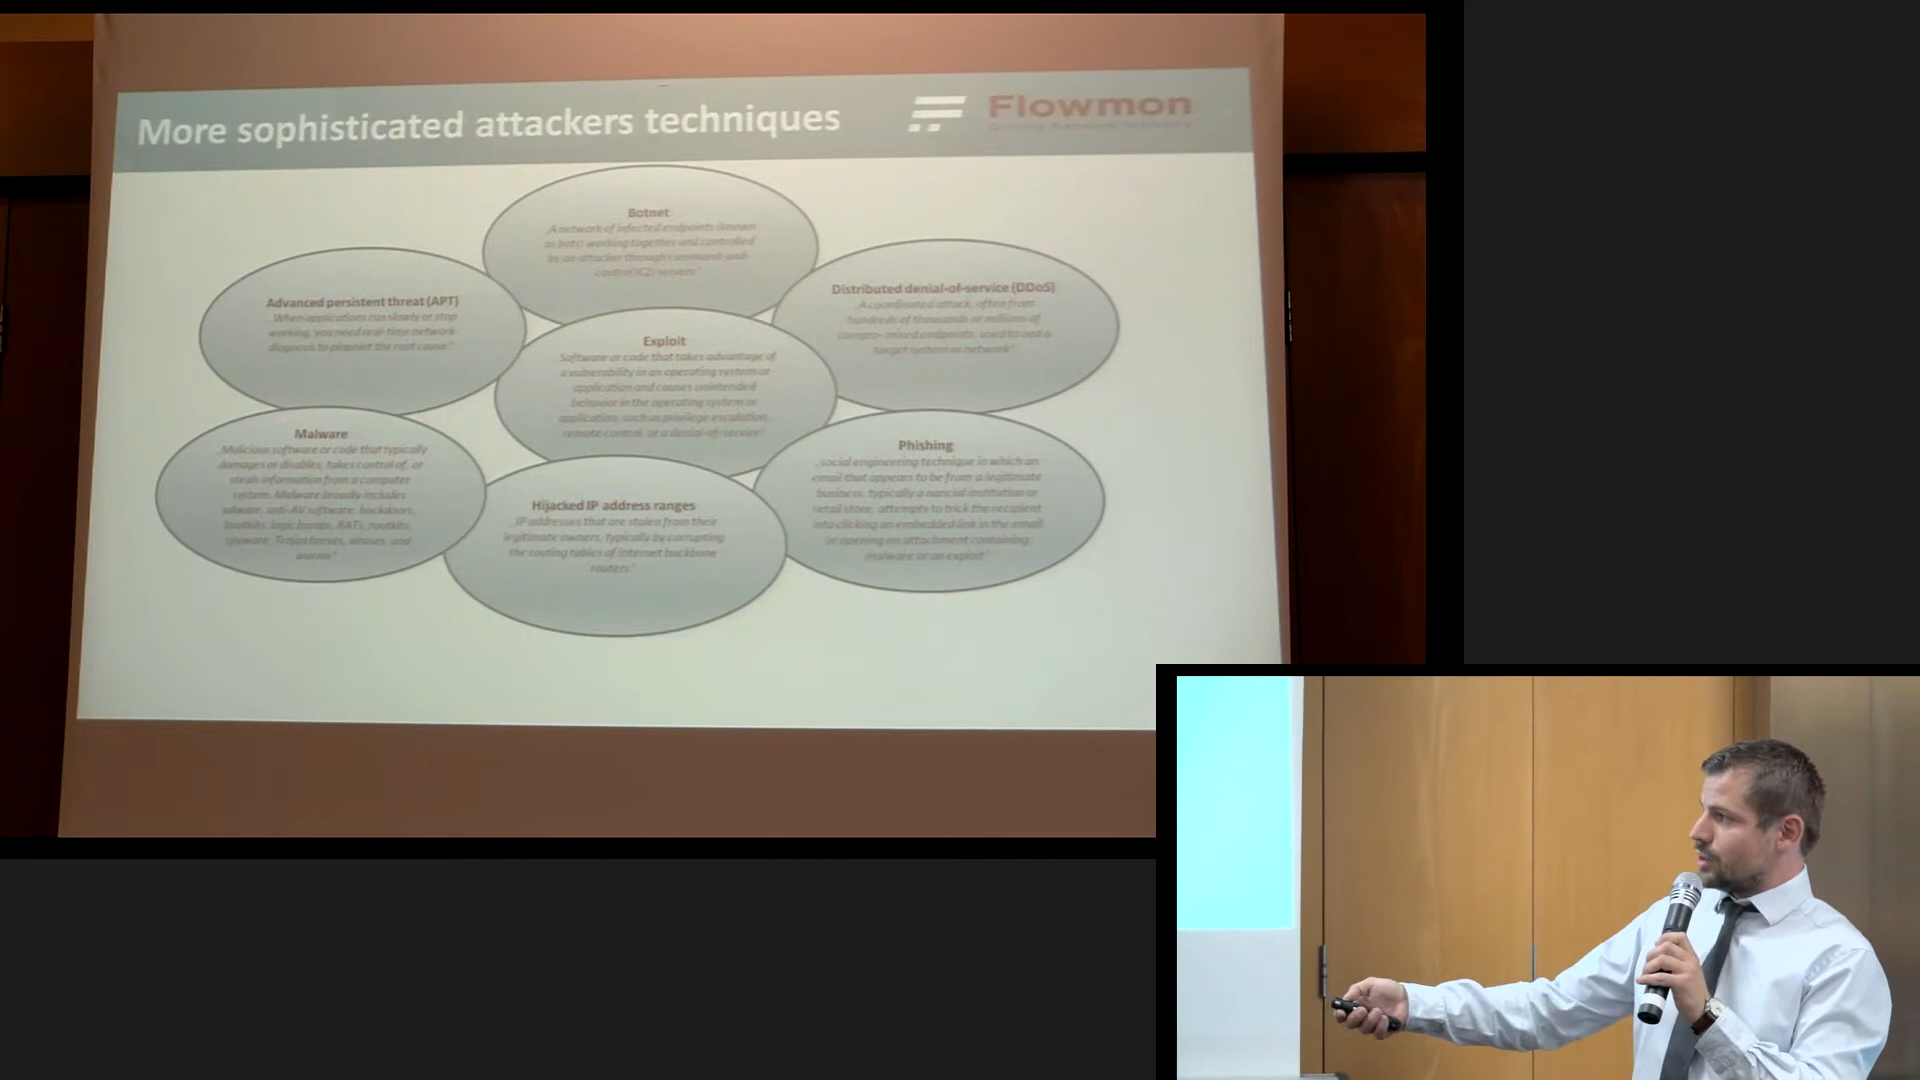 More sophisticated attackers techniques
Flowmon
Botnet
„A network of infected endpoints (known
as bots) working together and controlled
by an attacker through command-and-
control (C2) servers"
Advanced persistent threat (APT)
„When applications run slowly or stop
working, you need real-time network
diagnosis to pinpoint the root cause"
Distributed denial-of-service (DDoS)
„A coordinated attack, often from
hundreds of thousands or millions of
compro- mised endpoints, used to
target system or network"
Exploit
„Software or code that takes advantage of
a vulnerability in an operating system or
application and causes unintended
behavior in the operating system or
application, such as privilege escalation,
remote control, or a denial-of-service"
Malware
„Malicious software or code that typically
damages or disables, takes control of, or
steals information from a computer
system. Malware broadly includes
adware, anti-AV software, backdoors,
bootkits, logic bombs, RATs, rootkits,
spyware, Trojan horses, viruses, and
worms"
Phishing
„social engineering technique in which an
email that appears to be from a legitimate
business, typically a nancial institution or
retail store, attempts to trick the recipient
into clicking an embedded link in the email
or opening an attachment containing
malware or an exploit"
Hijacked IP address ranges
„IP addresses that are stolen from their
legitimate owners, typically by corrupting
the routing tables of Internet backbone
routers"